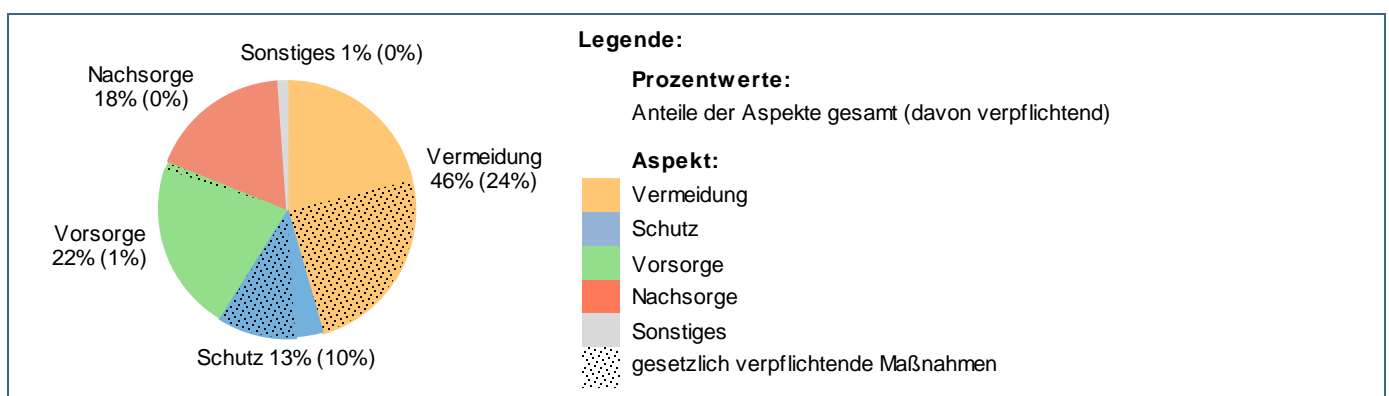 Sonstiges 1% (0%)
Nachsorge
18% (0%)
Vermeidung
46% (24%)
Vorsorge
22% (1%)
Schutz 13% (10%)
Legende:
Prozentwerte:
Anteile der Aspekte gesamt (davon verpflichtend)
Aspekt:
Vermeidung
Schutz
Vorsorge
Nachsorge
Sonstiges
gesetzlich verpflichtende Maßnahmen